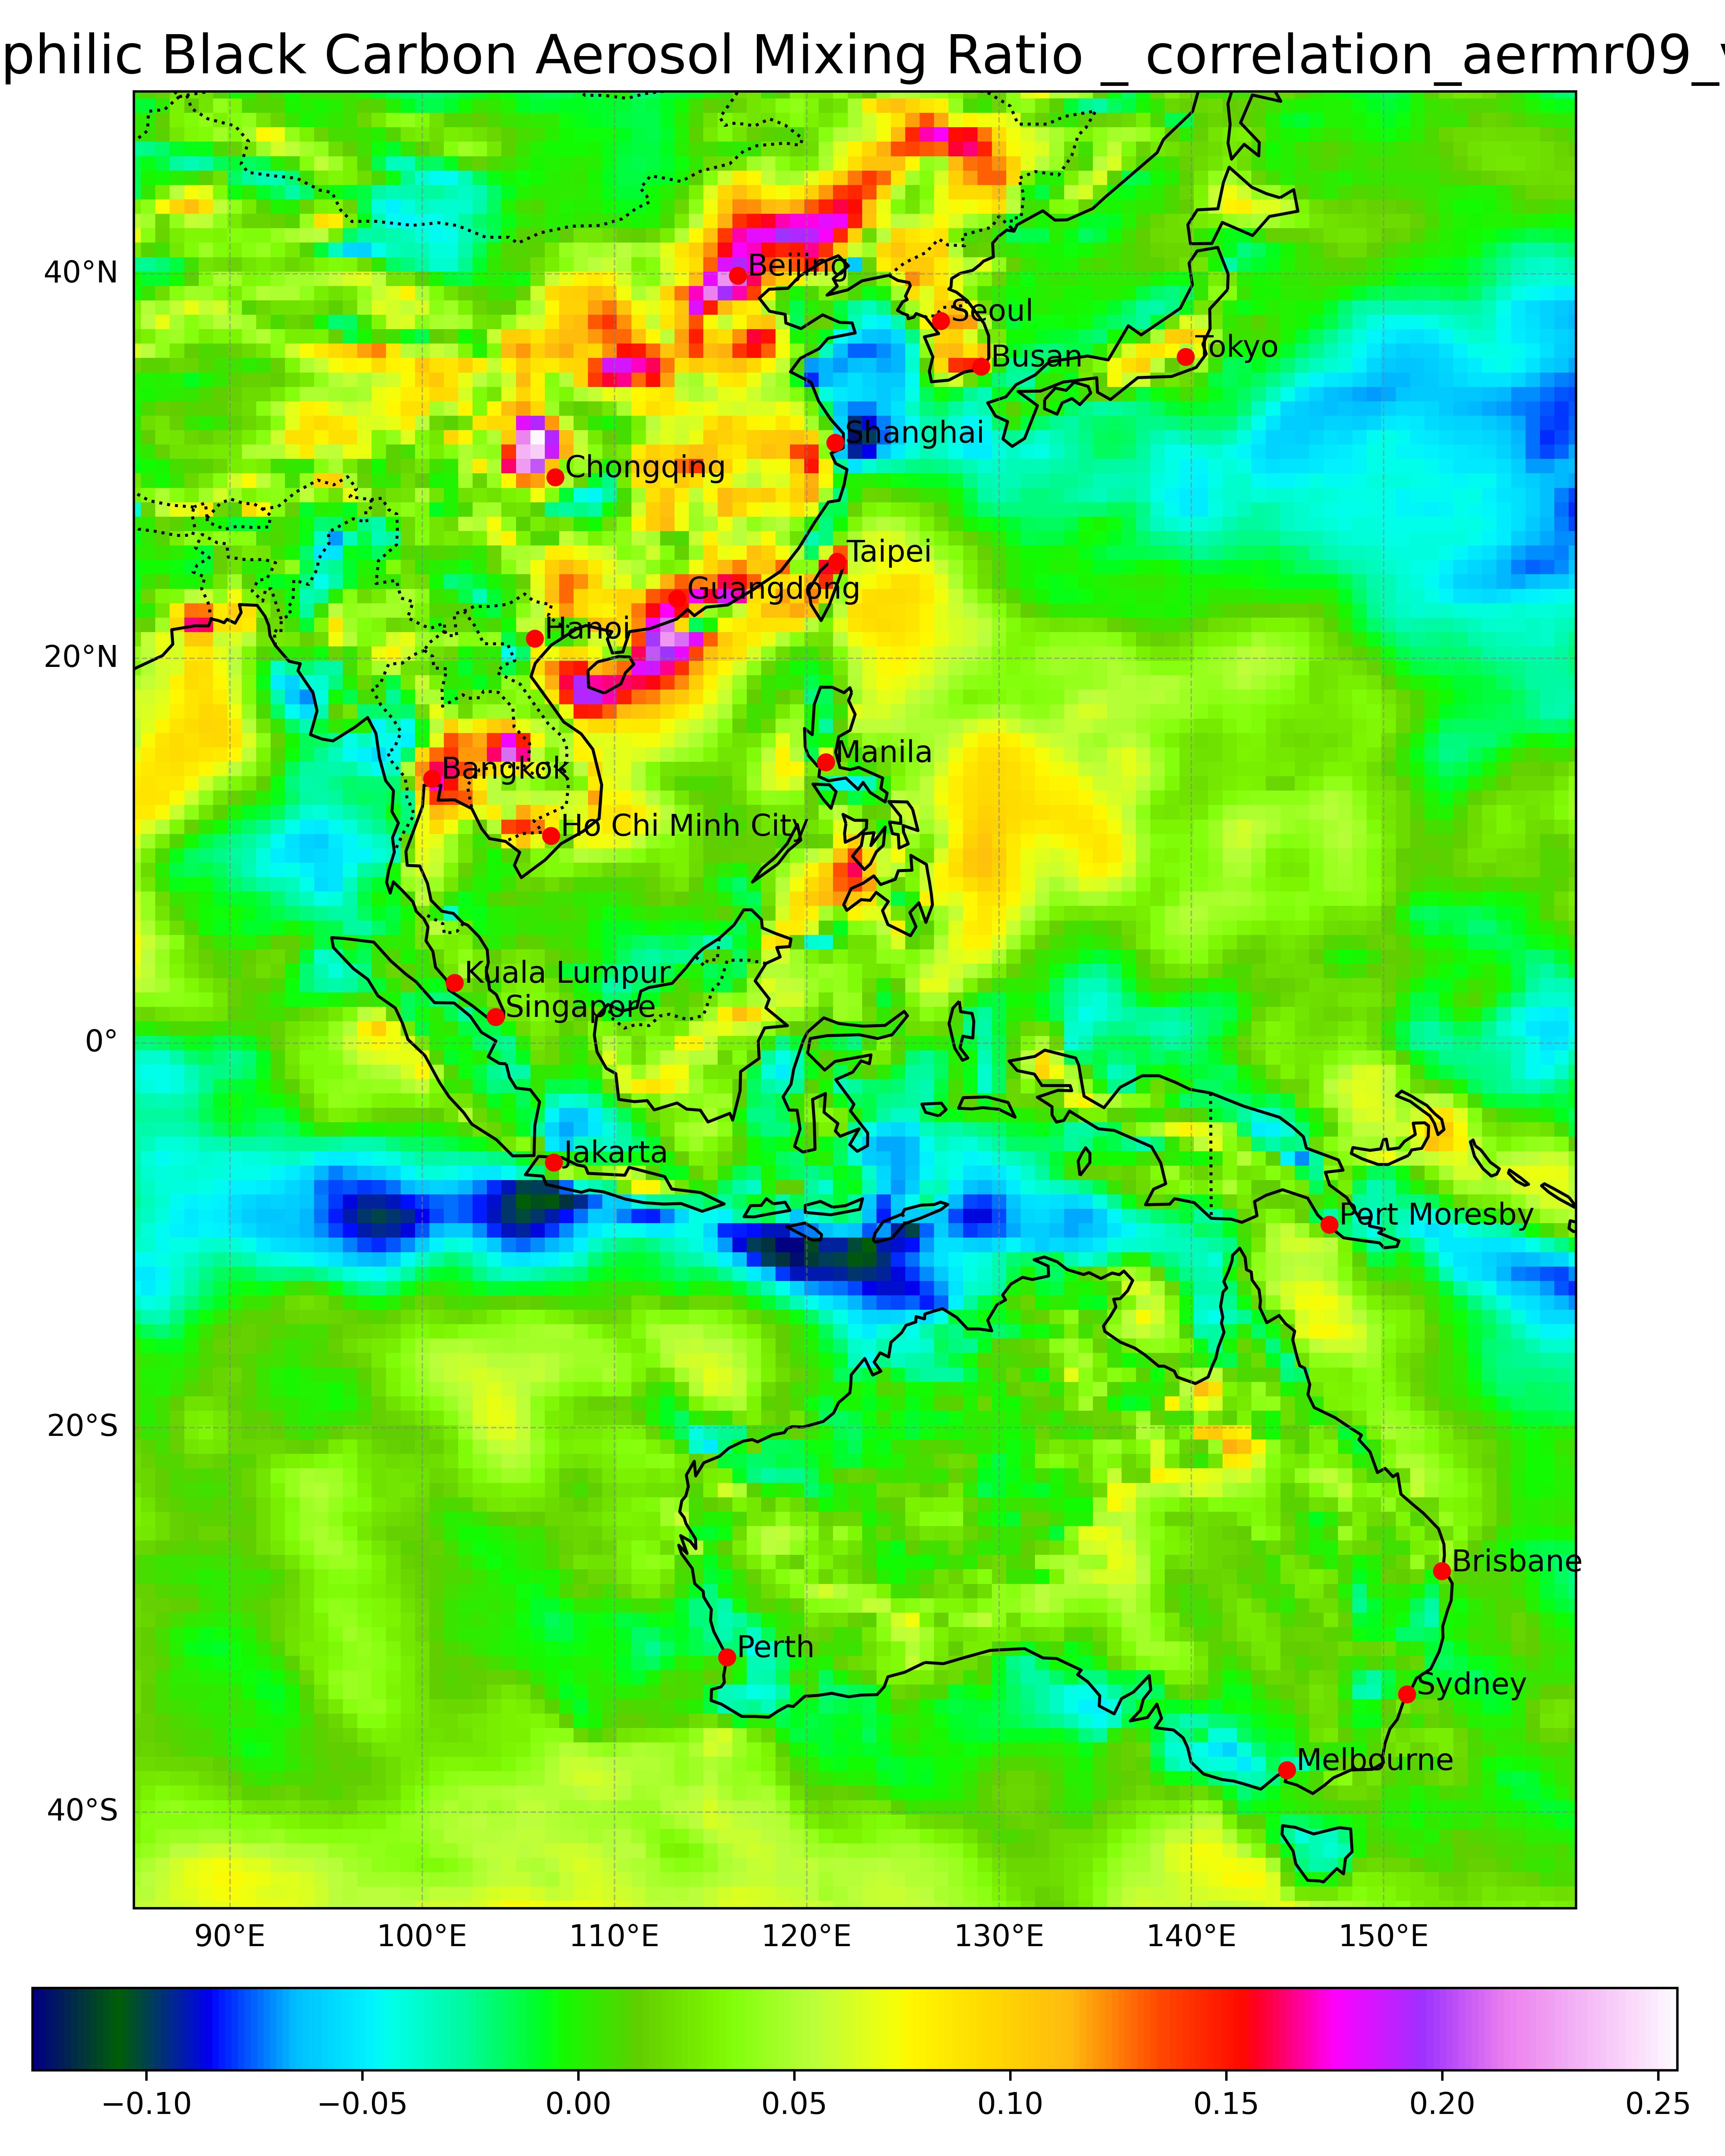 philic Black Carbon Aerosol Mixing Ratio _ correlation_aermr09_
40°N
20°N
0°
20°S
40°S
Beijing
Seoul
Busan
Tokyo
Shanghai
Chongqing
Taipei
Guangdong
Hanoi
Manila
Bangkok
Ho Chi Minh City
Kuala Lumpur
Singapore
Jakarta
Port Moresby
Brisbane
Perth
Sydney
Melbourne
90°E 100°E 110°E 120°E 130°E 140°E 150°E
−0.10 −0.05 0.00 0.05 0.10 0.15 0.20 0.25